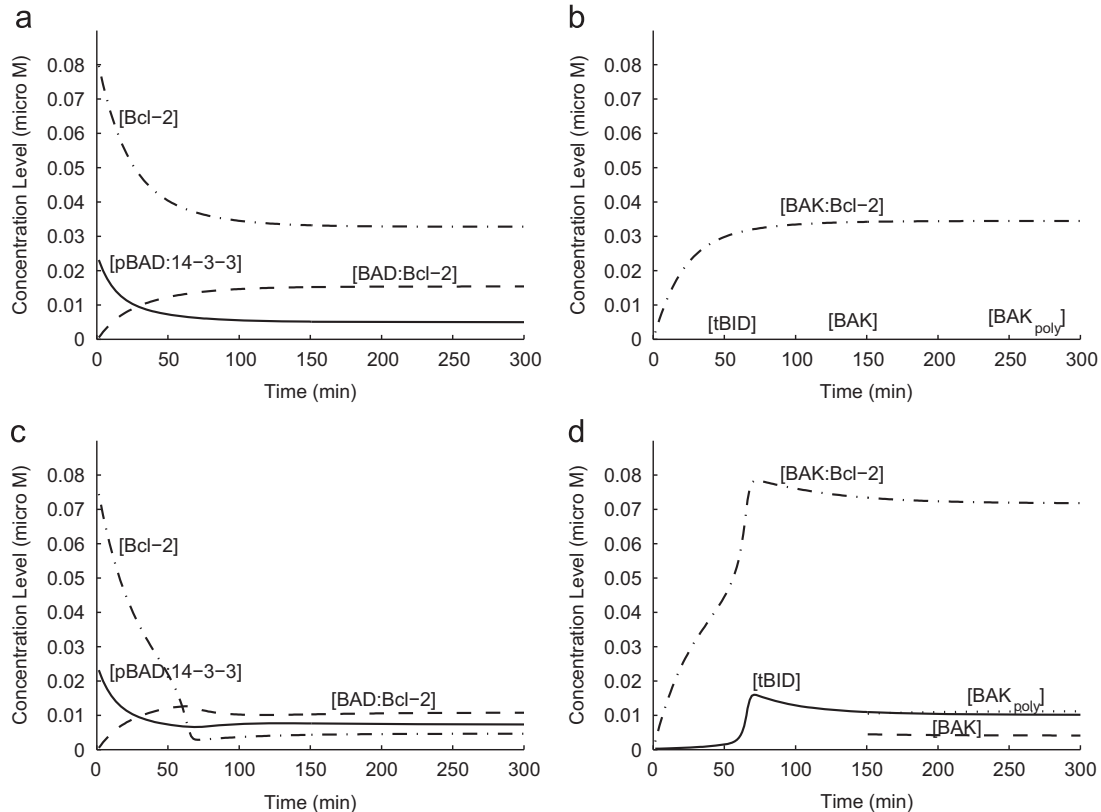 a
Concentration Level (micro M)
0.08
0.07
0.06
0.05
0.04
0.03
0.02
0.01
0
[Bcl−2]
[pBAD:14−3−3]
[BAD:Bcl−2]
0 50 100 150 200 250 300
Time (min)
b
Concentration Level (micro M)
0.08
0.07
0.06
0.05
0.04
0.03
0.02
0.01
0
[BAK:Bcl−2]
[tBID] [BAK] [BAKpoly]
0 50 100 150 200 250 300
Time (min)
c
Concentration Level (micro M)
0.08
0.07
0.06
0.05
0.04
0.03
0.02
0.01
0
[Bcl−2]
[pBAD:14−3−3]
[BAD:Bcl−2]
0 50 100 150 200 250 300
Time (min)
d
Concentration Level (micro M)
0.08
0.07
0.06
0.05
0.04
0.03
0.02
0.01
0
[BAK:Bcl−2]
[tBID]
[BAKpoly]
[BAK]
0 50 100 150 200 250 300
Time (min)